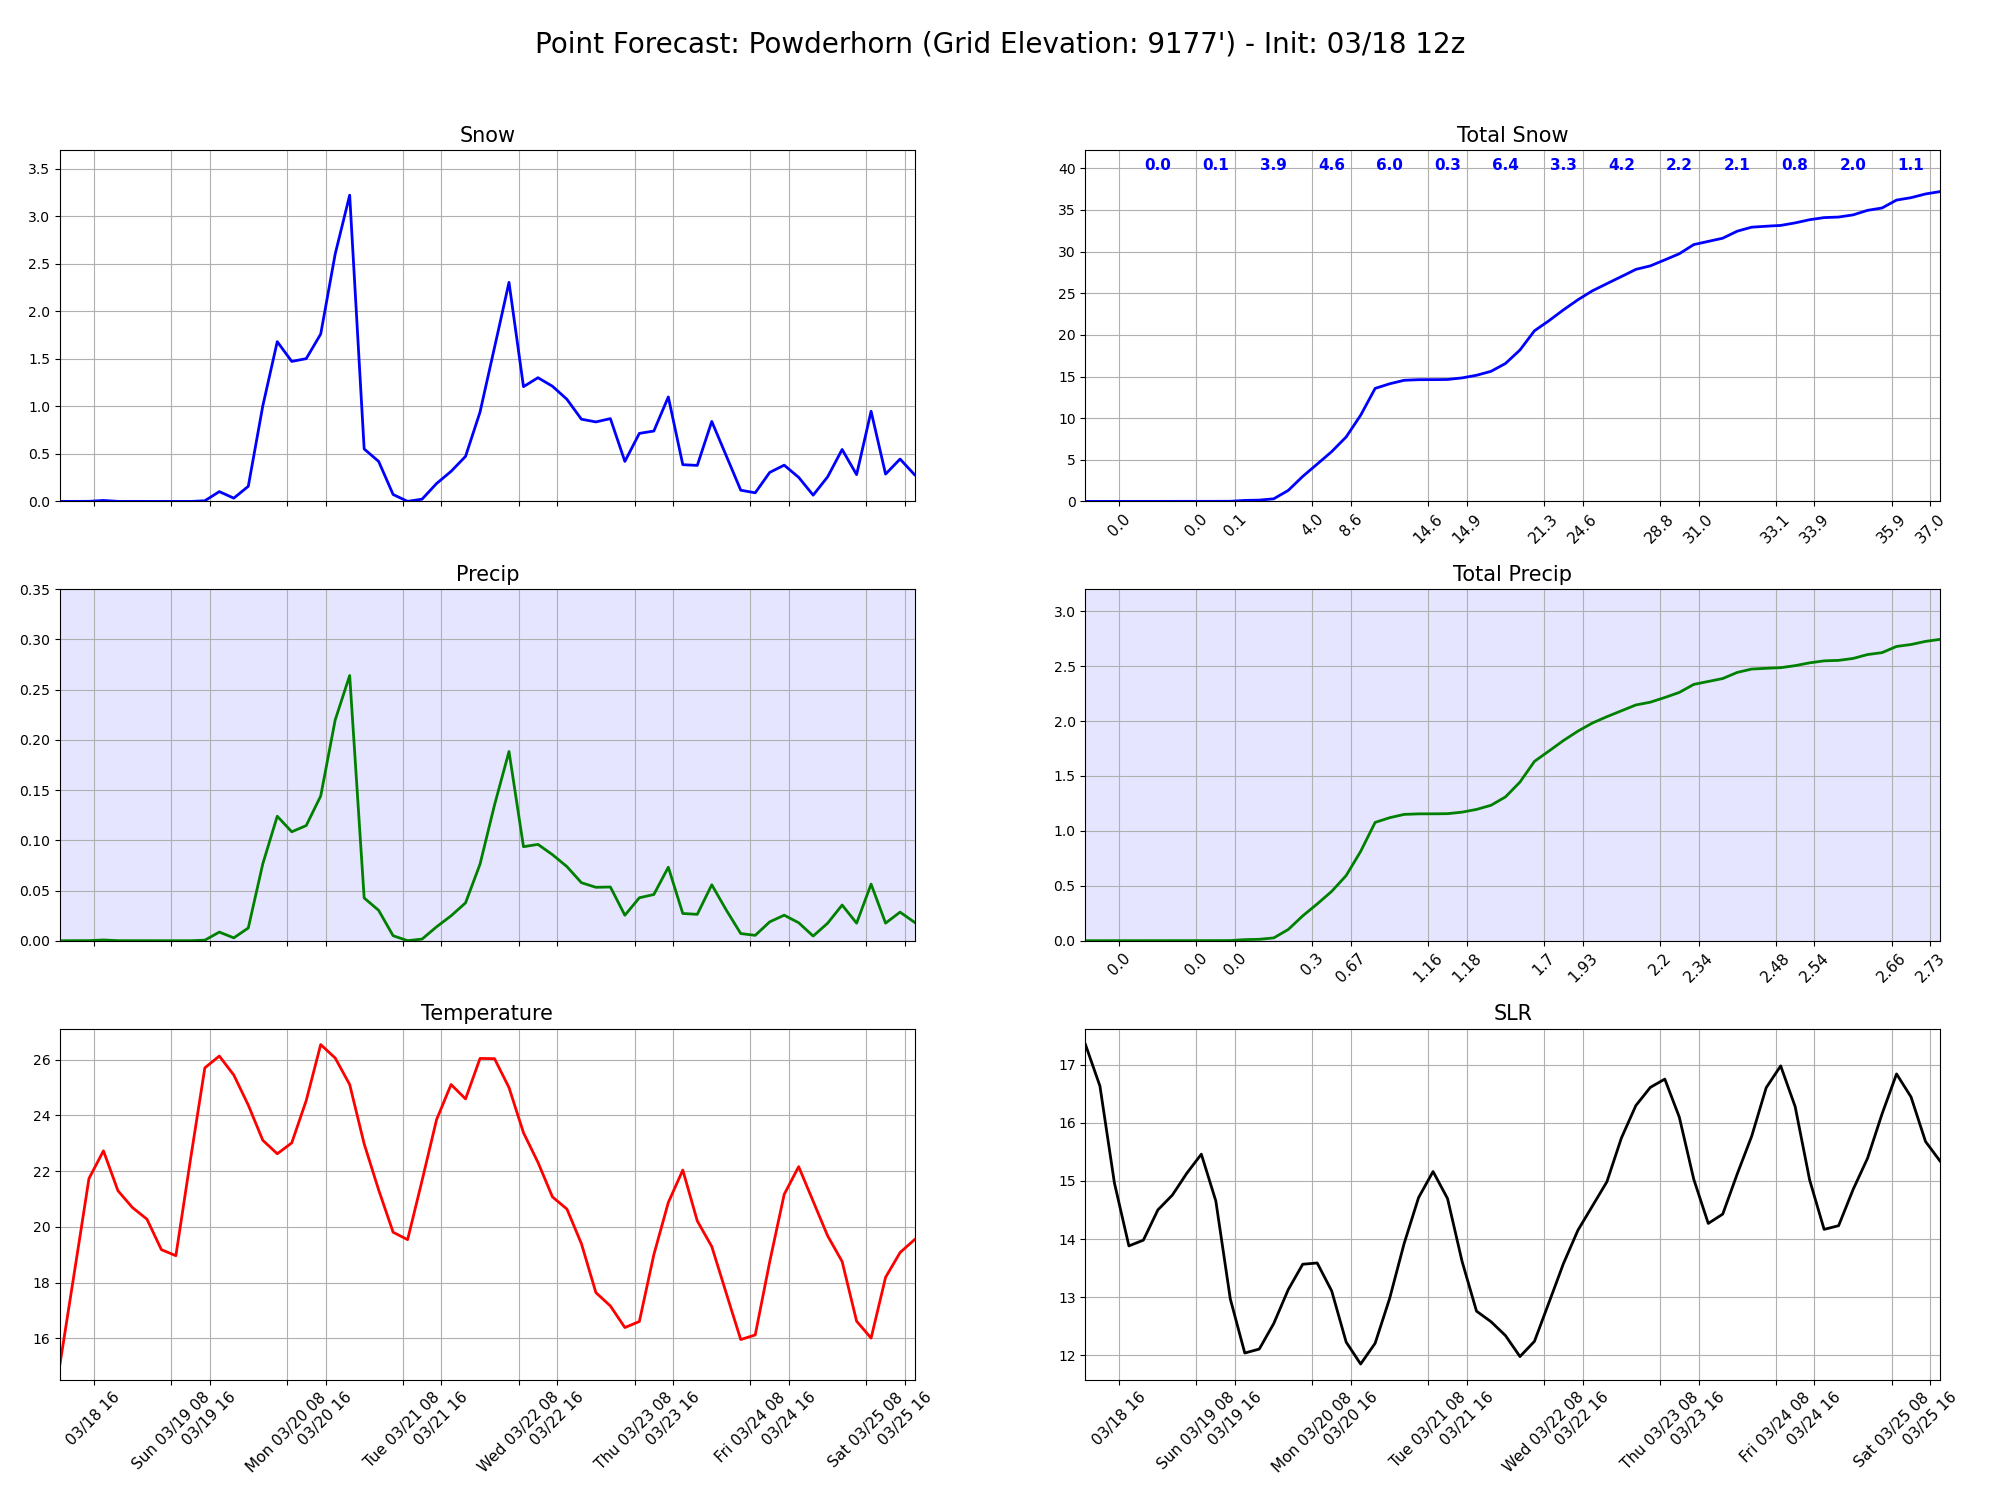 Point Forecast: Powderhorn (Grid Elevation: 9177') - Init: 03/18 12z
Snow
3.5
3.0
2.5
2.0
1.5
1.0
0.5
0.0
Total Snow
0.0 0.1 3.9 4.6 6.0 0.3 6.4 3.3 4.2 2.2 2.1 0.8 2.0 1.1
40
35
30
25
20
15
10
5
0
0.0 0.0 0.1 4.0 8.6 14.6 14.9 21.3 24.6 28.8 31.0 33.1 33.9 35.9 37.0
Precip
0.35
0.30
0.25
0.20
0.15
0.10
0.05
0.00
Total Precip
3.0
2.5
2.0
1.5
1.0
0.5
0.0
0.0 0.0 0.0 0.3 0.67 1.16 1.18 1.7 1.93 2.2 2.34 2.48 2.54 2.66 2.73
Temperature
26
24
22
20
18
16
03/18 16
Sun 03/19 08
03/19 16
Mon 03/20 08
03/20 16
Tue 03/21 08
03/21 16
Wed 03/22 08
03/22 16
Thu 03/23 08
03/23 16
Fri 03/24 08
03/24 16
Sat 03/25 08
03/25 16
SLR
17
16
15
14
13
12
03/18 16
Sun 03/19 08
03/19 16
Mon 03/20 08
03/20 16
Tue 03/21 08
03/21 16
Wed 03/22 08
03/22 16
Thu 03/23 08
03/23 16
Fri 03/24 08
03/24 16
Sat 03/25 08
03/25 16